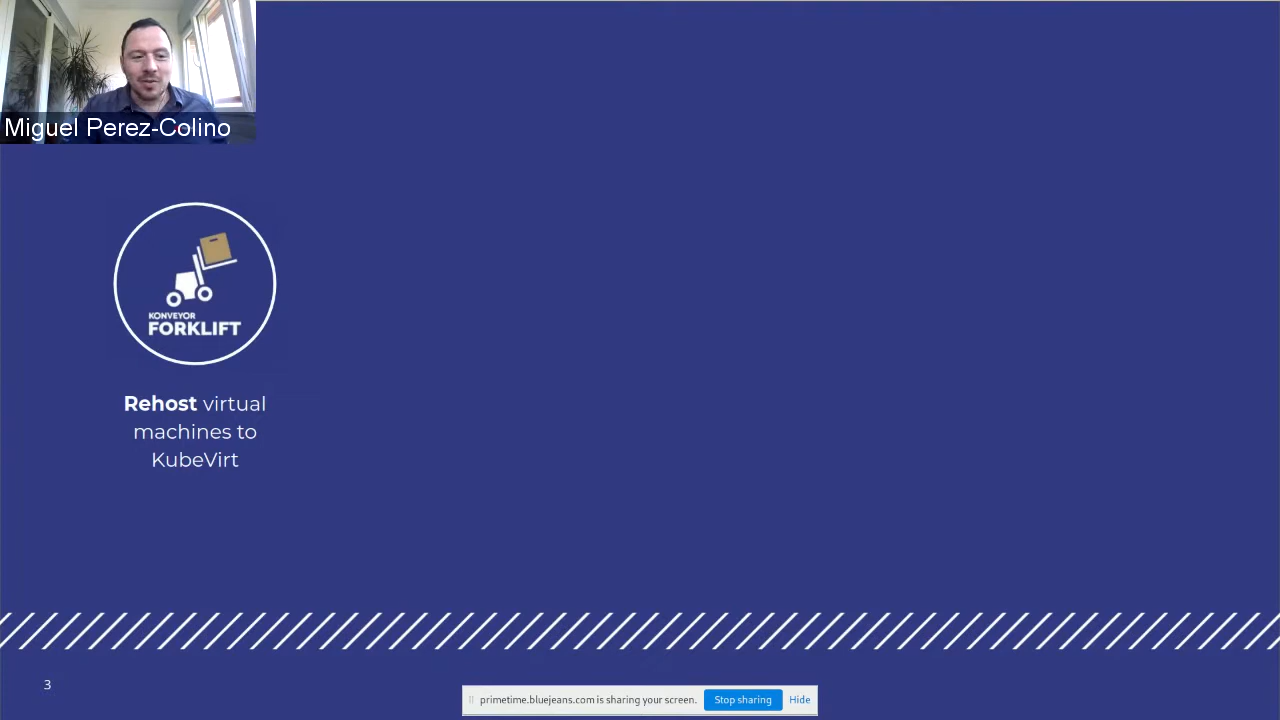 Miguel Perez-Colino
KONVEYOR
FORKLIFT
Rehost virtual
machines to
KubeVirt
3
primetime.bluejeans.com is sharing your screen. Stop sharing Hide